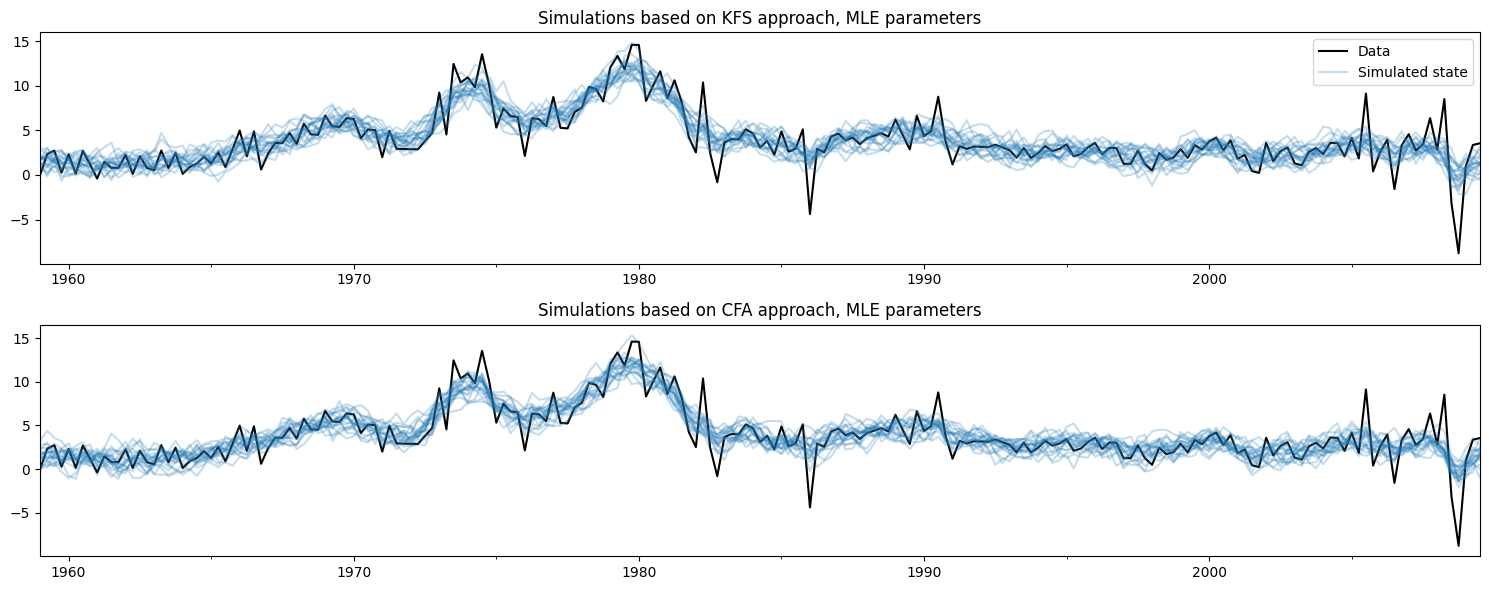 Simulations based on KFS approach, MLE parameters
15
10
5
0
−5
Data
Simulated state
1960 1970 1980 1990 2000
Simulations based on CFA approach, MLE parameters
15
10
5
0
−5
1960 1970 1980 1990 2000